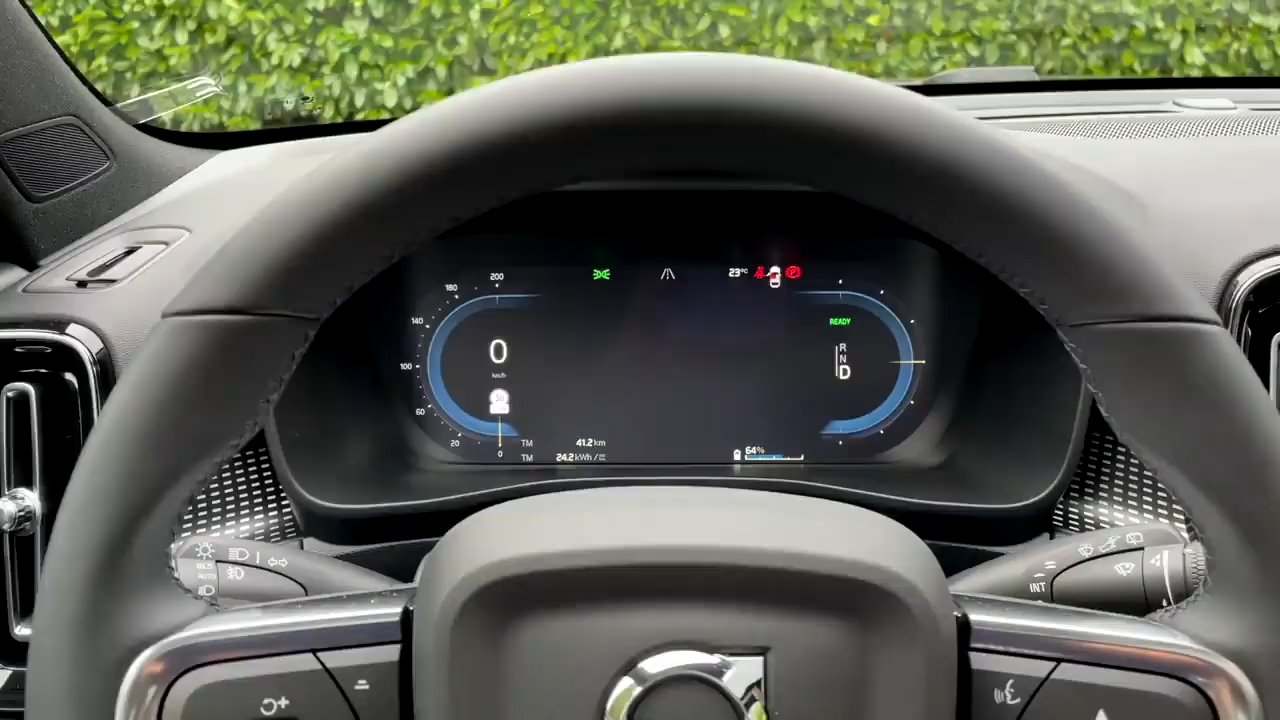 200
180
140
100
60
20
0
0
km/h
TM 41.2 km
TM 24.2 kWh/
23°C
P
READY
R
N
D
64%
AUTO
INT